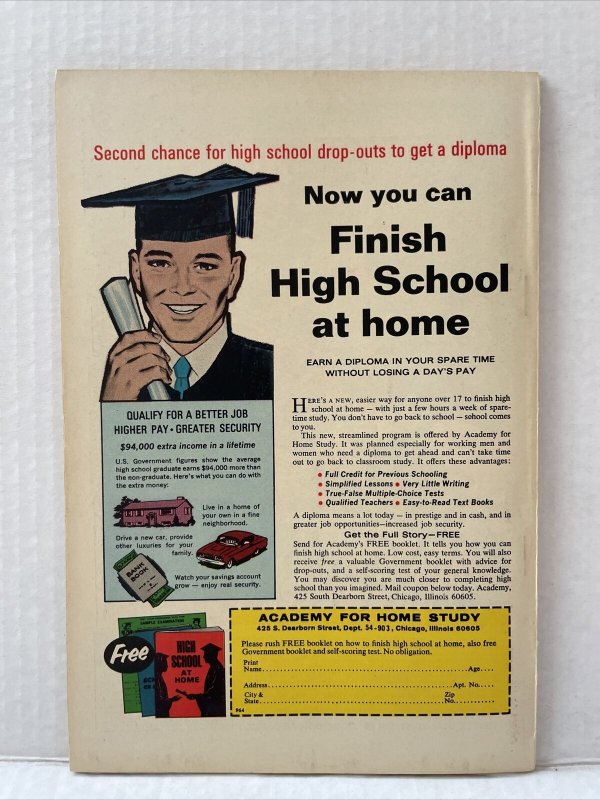 Second chance for high school drop-outs to get a diploma
Now you can
Finish
High School
at home
EARN A DIPLOMA IN YOUR SPARE TIME
WITHOUT LOSING A DAY'S PAY
HERE'S A NEW, easier way for anyone over 17 to finish high
school at home — with just a few hours a week of spare-
time study. You don't have to go back to school — school comes
to you.
This new, streamlined program is offered by Academy for
Home Study. It was planned especially for working men and
women who need a diploma to get ahead and can't take time
out to go back to classroom study. It offers these advantages:
• Full Credit for Previous Schooling
• Simplified Lessons • Very Little Writing
• True-False Multiple-Choice Tests
• Qualified Teachers • Easy-to-Read Text Books
A diploma means a lot today — in prestige and in cash, and in
greater job opportunities—increased job security.
Get the Full Story—FREE
Send for Academy's FREE booklet. It tells you how you can
finish high school at home. Low cost, easy terms. You will also
receive free a valuable Government booklet with advice for
drop-outs, and a self-scoring test of your general knowledge.
You may discover you are much closer to completing high
school than you imagined. Mail coupon below today. Academy,
425 South Dearborn Street, Chicago, Illinois 60605.
QUALIFY FOR A BETTER JOB
HIGHER PAY • GREATER SECURITY
$94,000 extra income in a lifetime
U.S. Government figures show the average
high school graduate earns $94,000 more than
the non-graduate. Here's what you can do with
the extra money:
Live in a home of
your own in a fine
neighborhood.
Drive a new car, provide
other luxuries for your
family.
BANK
BOOK
Watch your savings account
grow — enjoy real security.
SAMPLE EXAMINATION
Free
HIGH
SCHOOL
AT
HOME
ACADEMY FOR HOME STUDY
425 S. Dearborn Street, Dept. 54-903, Chicago, Illinois 60605
Please rush FREE booklet on how to finish high school at home, also free
Government booklet and self-scoring test. No obligation.
Print
Name Age
Address Apt. No.
City & Zip
State No.
964